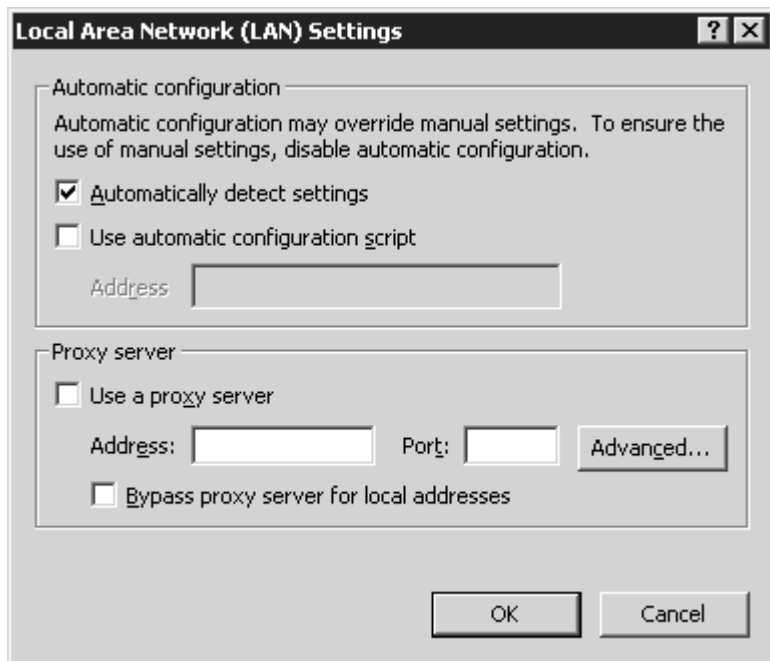 Local Area Network (LAN) Settings
Automatic configuration
Automatic configuration may override manual settings. To ensure the
use of manual settings, disable automatic configuration.
Automatically detect settings
Use automatic configuration script
Address
Proxy server
Use a proxy server
Address: Port: Advanced...
Bypass proxy server for local addresses
OK Cancel